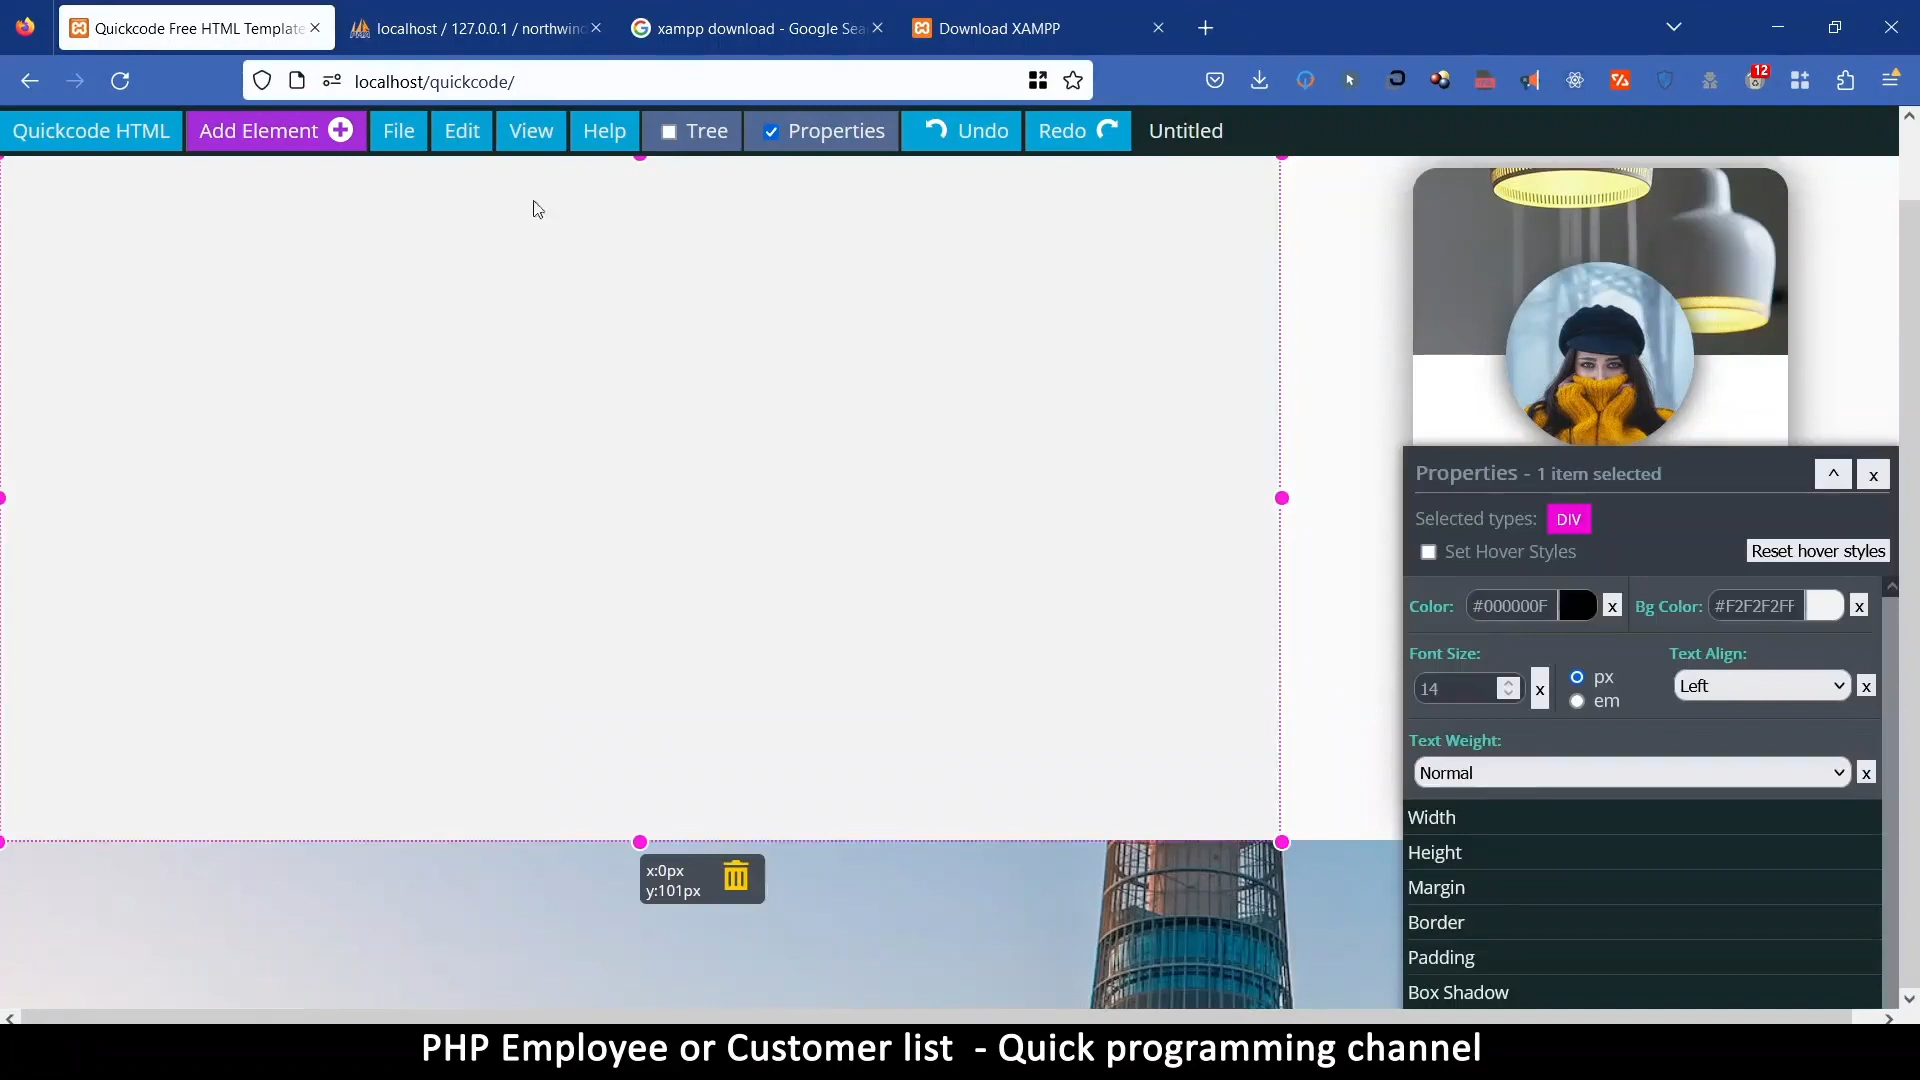 Quickcode Free HTML Template
localhost / 127.0.0.1 / northwind
xampp download - Google Sea
Download XAMPP
localhost/quickcode/
12
Quickcode HTML
Add Element
File
Edit
View
Help
Tree
Properties
Undo
Redo
Untitled
Properties - 1 item selected
^
x
Selected types:
DIV
Set Hover Styles
Reset hover styles
Color:
#000000F
x
Bg Color:
#F2F2F2FF
x
Font Size:
Text Align:
14
x
px
em
Left
x
Text Weight:
Normal
x
Width
Height
Margin
Border
Padding
Box Shadow
x:0px
y:101px
PHP Employee or Customer list - Quick programming channel